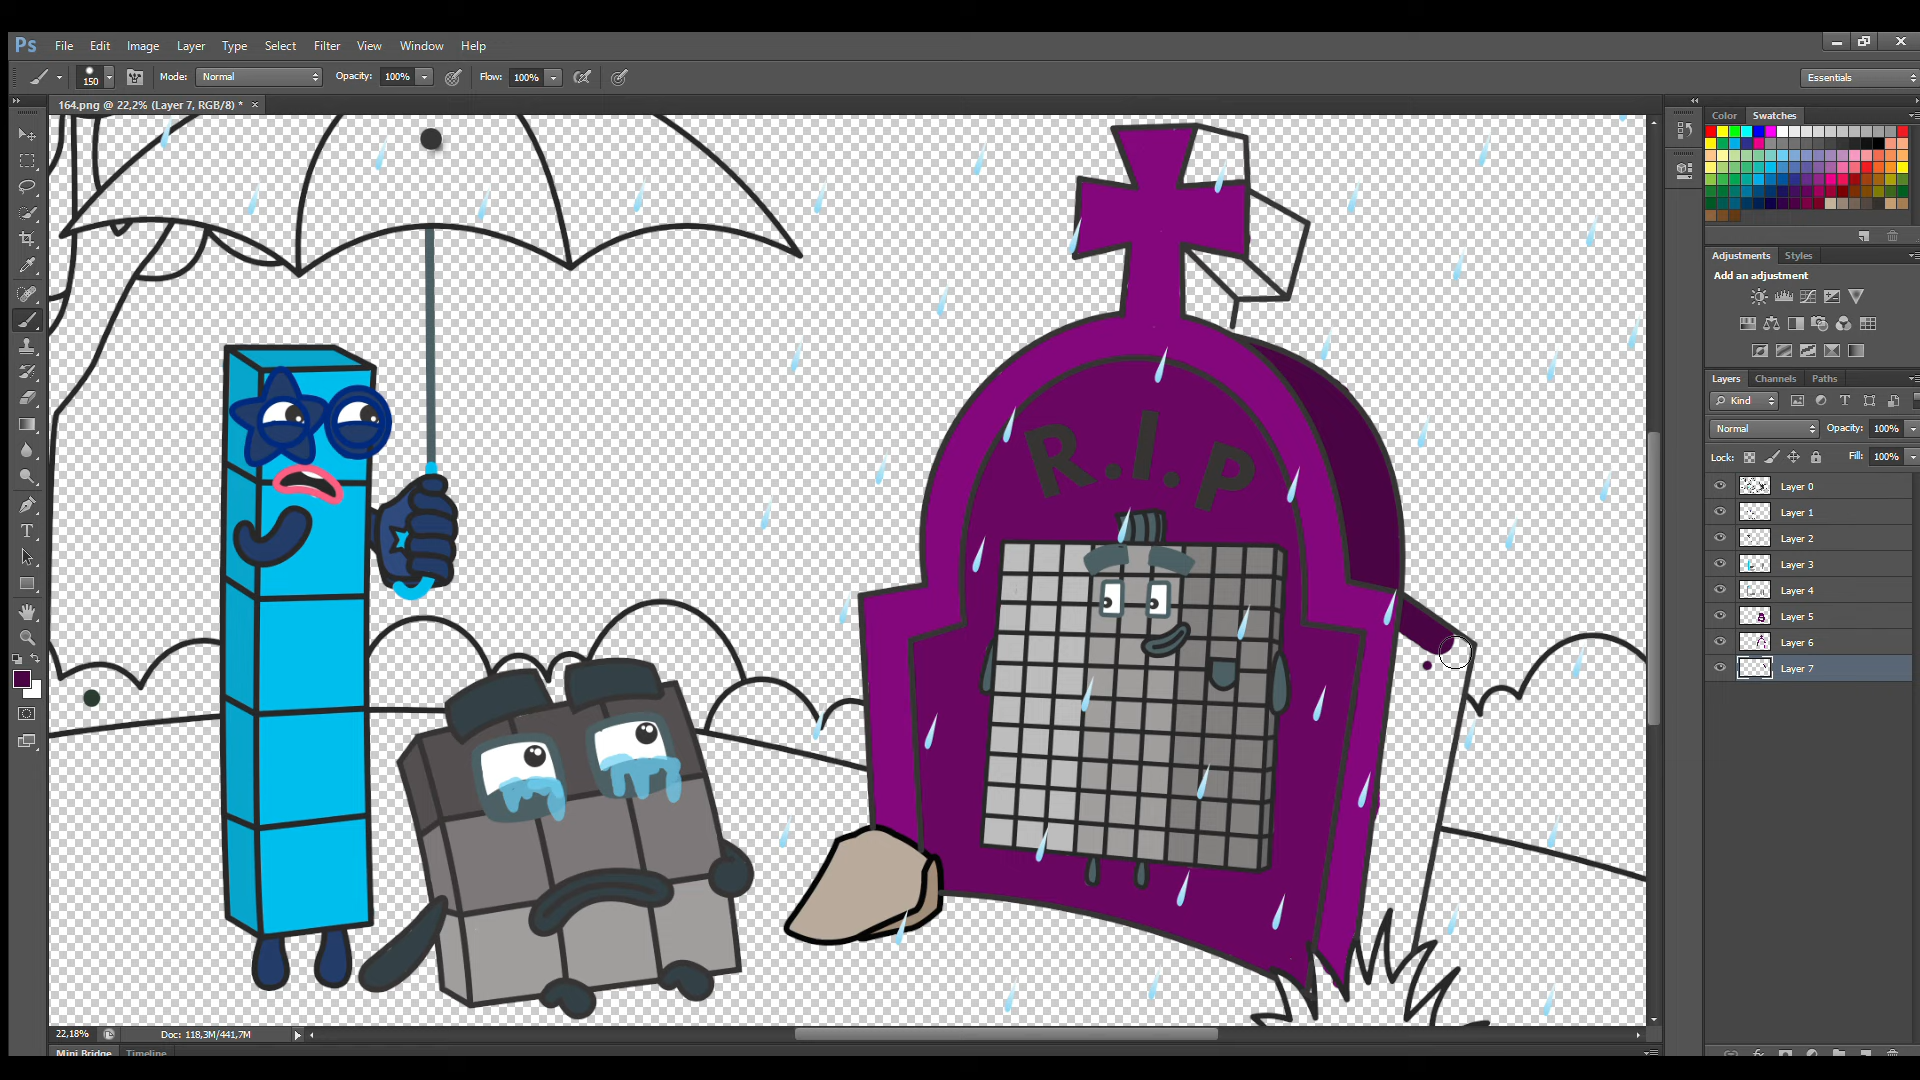 Ps File Edit Image Layer Type Select Filter View Window Help
150 Mode: Normal Opacity: 100% Flow: 100% Essentials
164.png @ 22,2% (Layer 7, RGB/8) * ×
Color Swatches
Adjustments Styles
Add an adjustment
Layers Channels Paths
Kind
Normal Opacity: 100%
Lock: Fill: 100%
Layer 0
Layer 1
Layer 2
Layer 3
Layer 4
Layer 5
Layer 6
Layer 7
R.I.P
22,18% Doc: 118,3M/441,7M
Mini Bridge Timeline